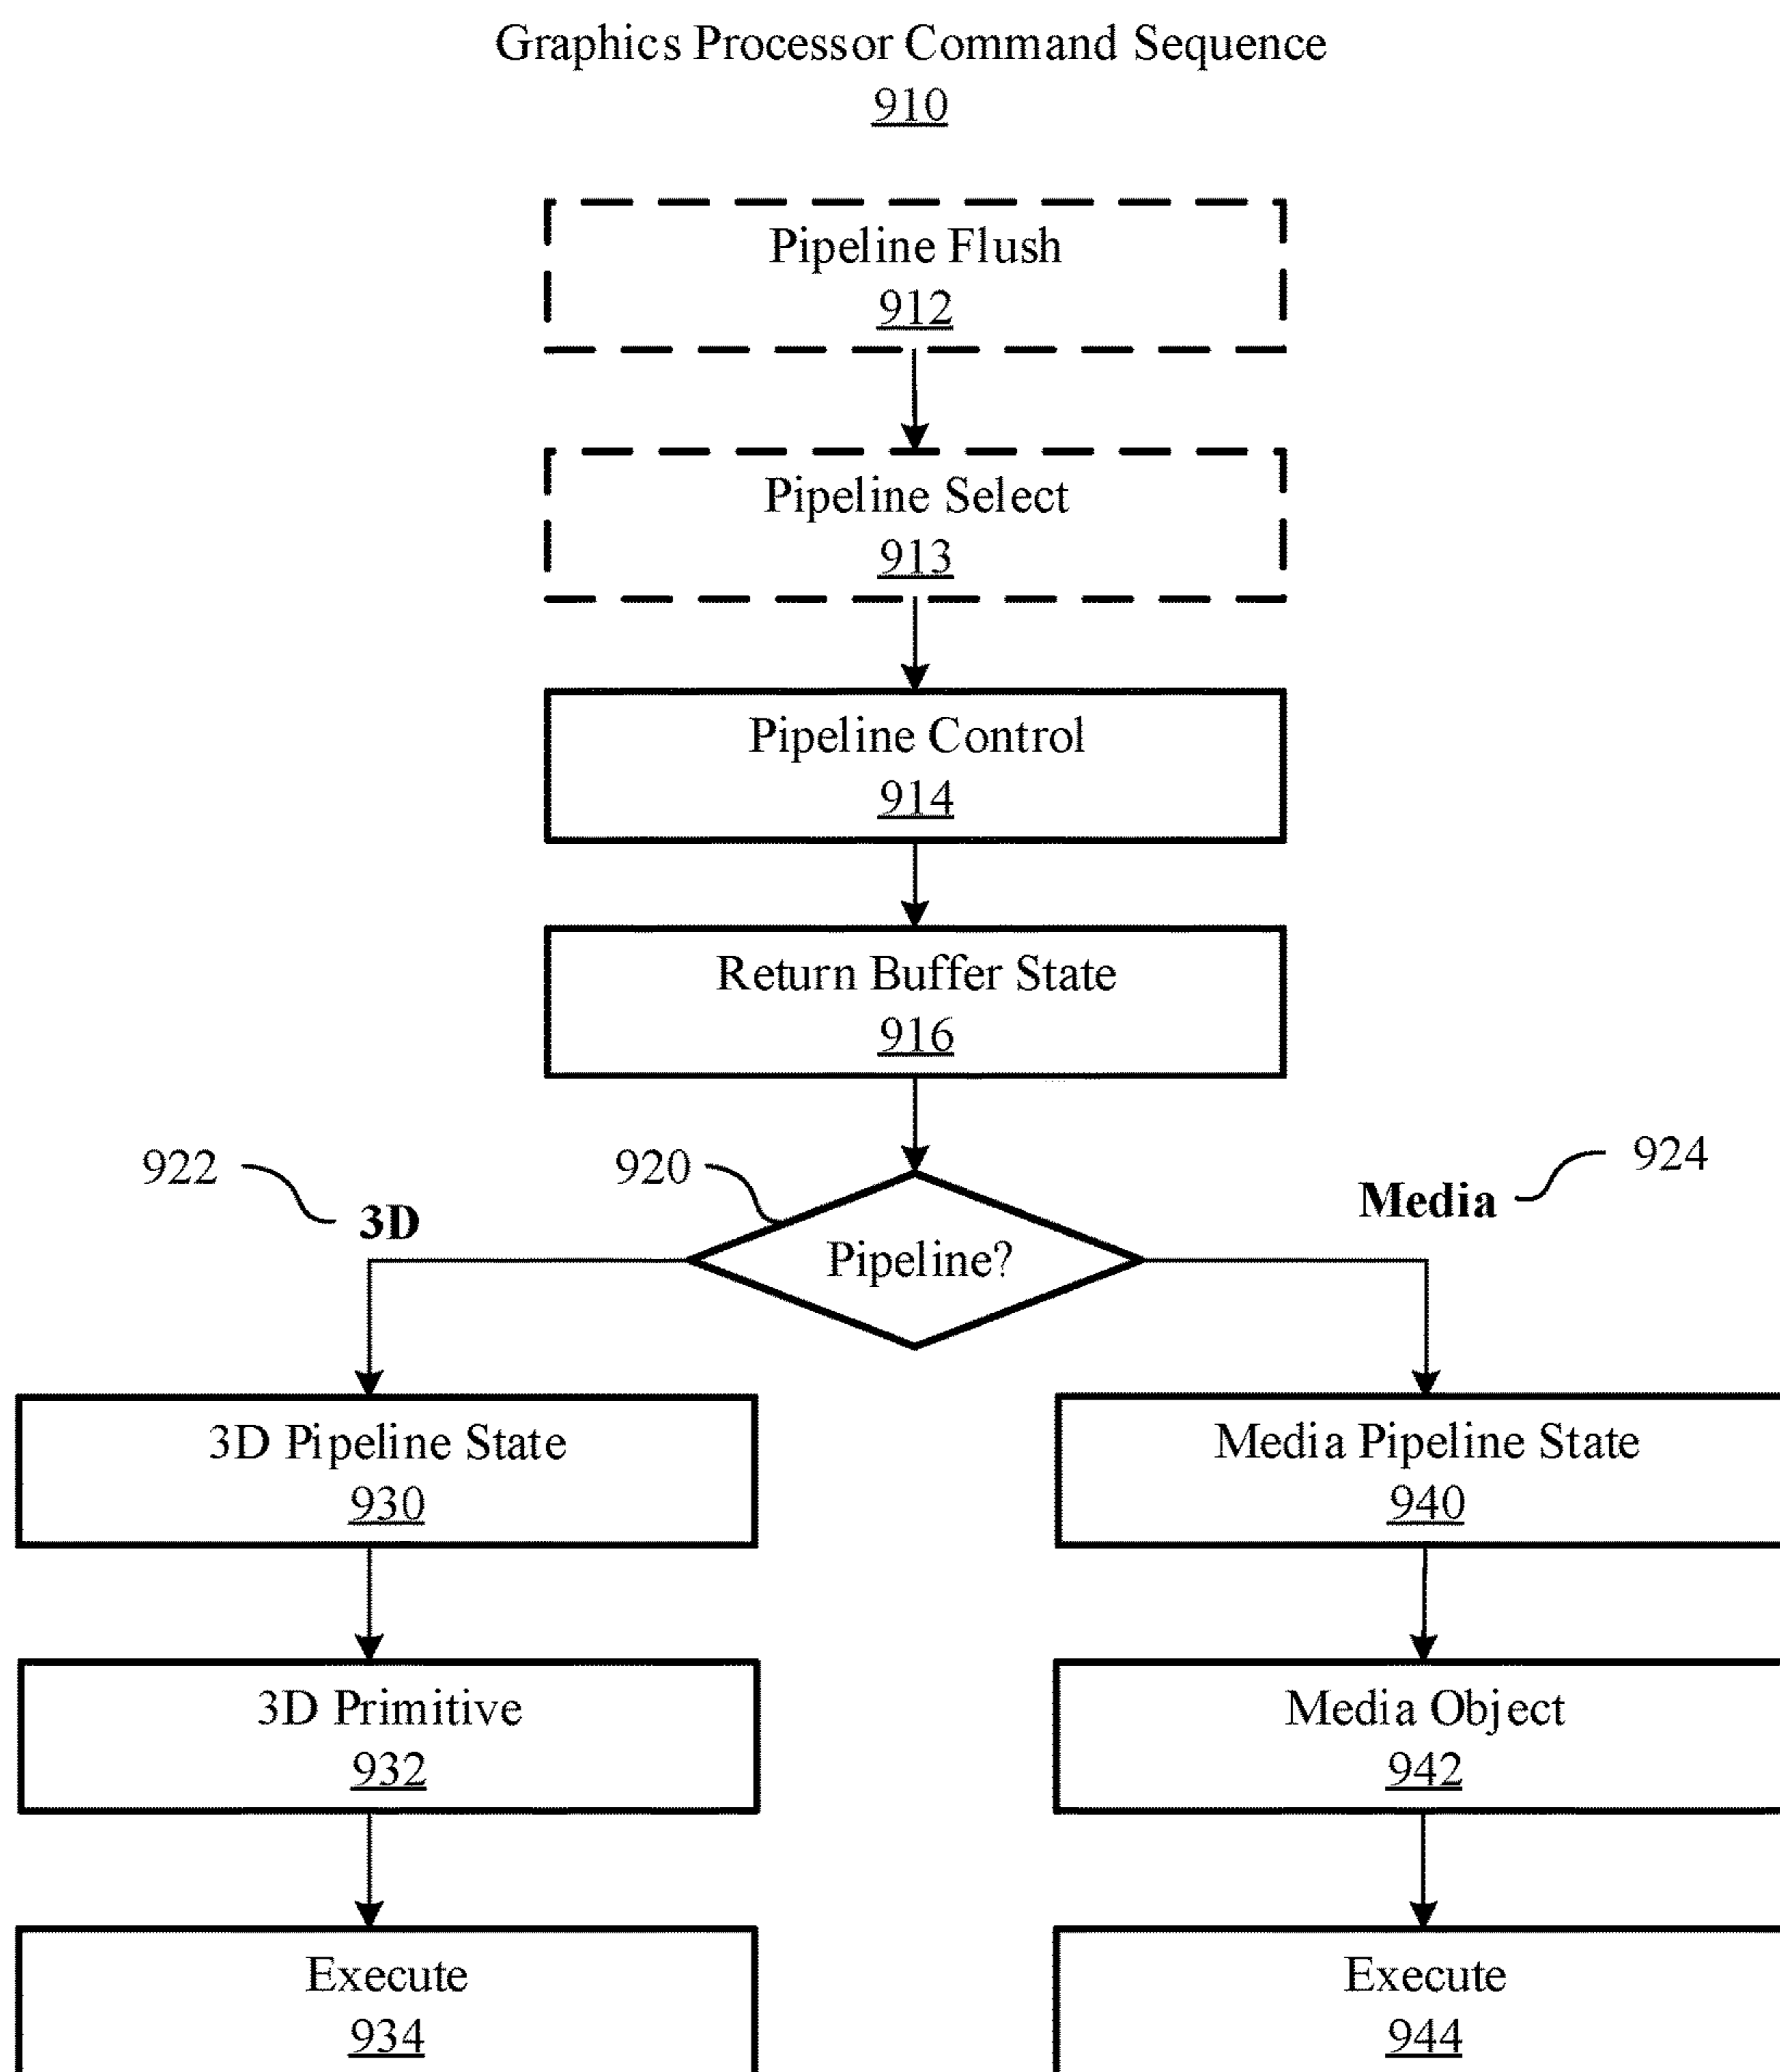 Graphics Processor Command Sequence
910
Pipeline Flush
912
Pipeline Select
913
Pipeline Control
914
Return Buffer State
916
922
920
924
3D
Media
Pipeline?
3D Pipeline State
930
Media Pipeline State
940
3D Primitive
932
Media Object
942
Execute
934
Execute
944